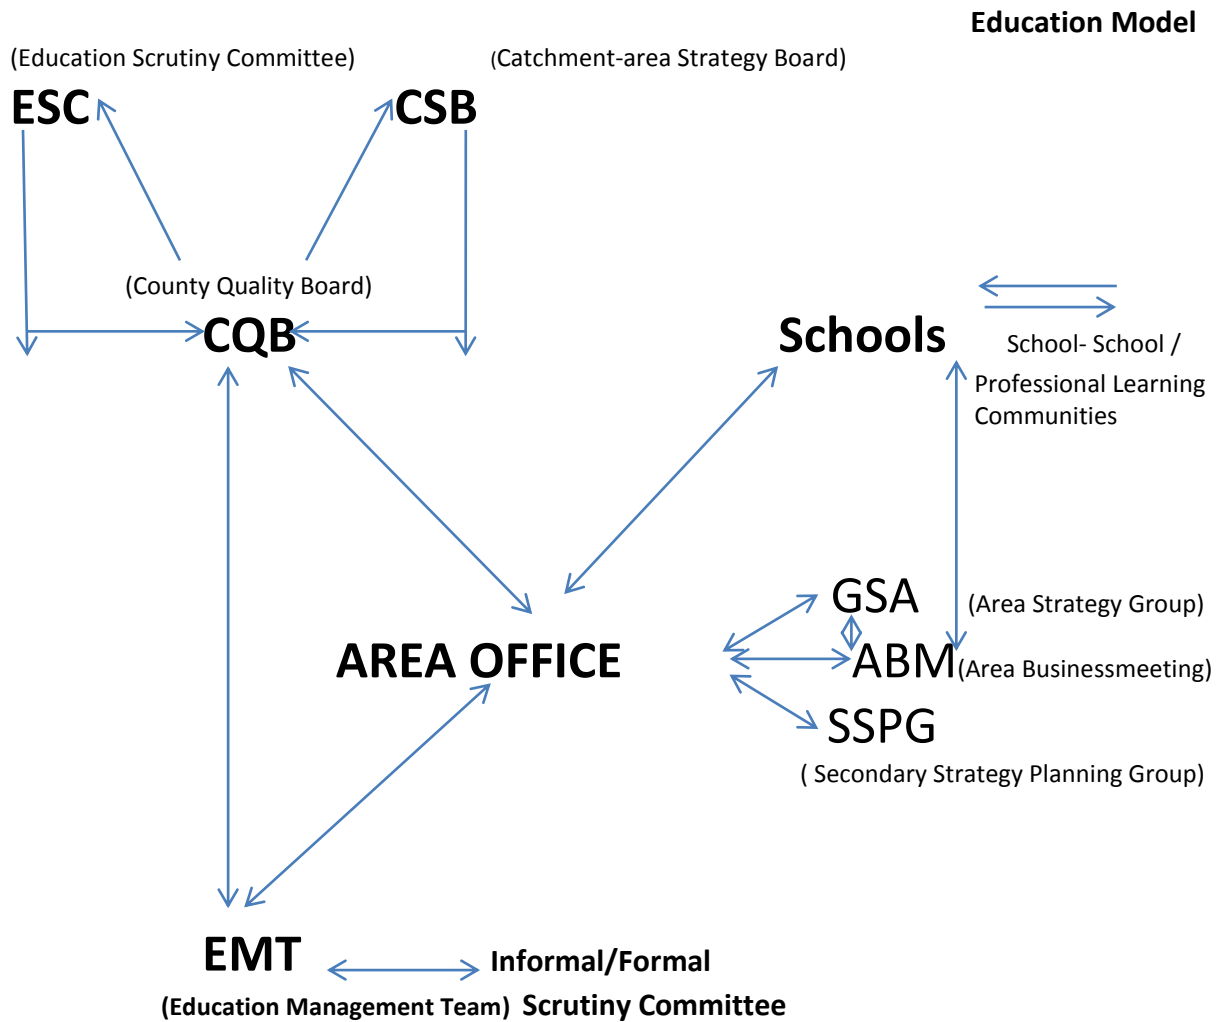 Education Model
(Education Scrutiny Committee)
(Catchment-area Strategy Board)
ESC
CSB
(County Quality Board)
CQB
Schools
School- School /
Professional Learning
Communities
GSA
(Area Strategy Group)
AREA OFFICE
ABM
(Area Businessmeeting)
SSPG
( Secondary Strategy Planning Group)
EMT
Informal/Formal
(Education Management Team)
Scrutiny Committee